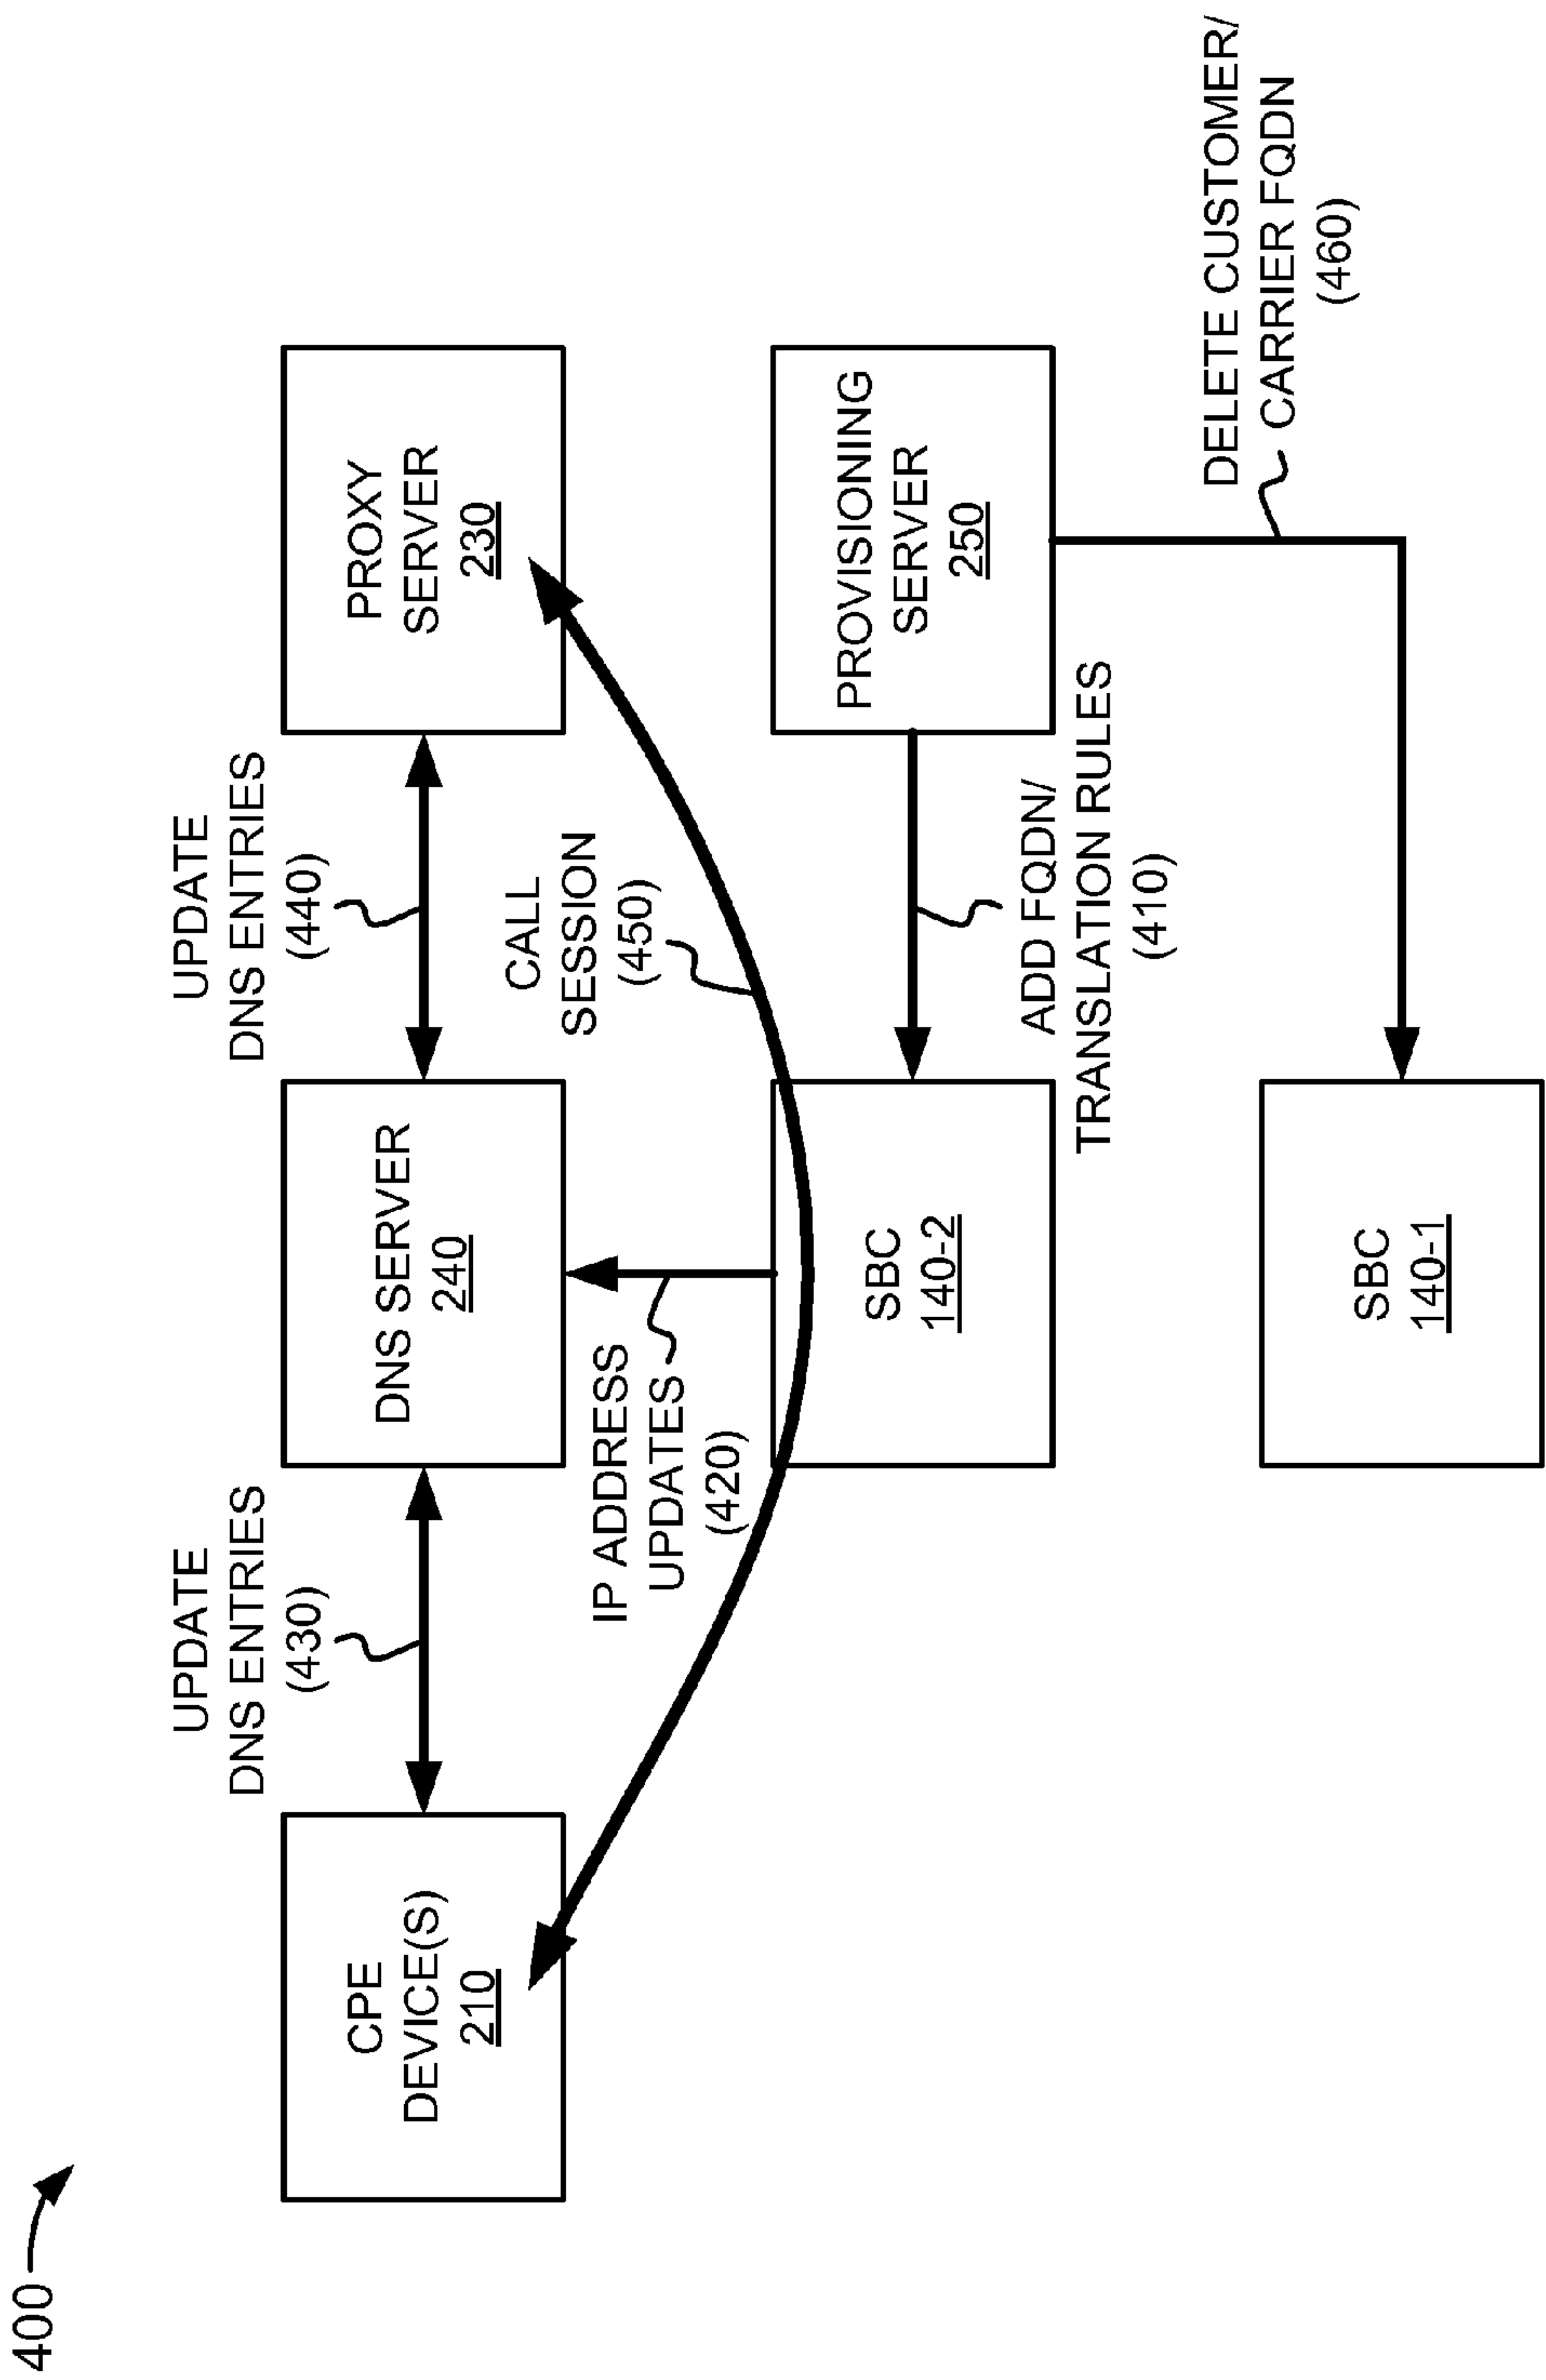 400
UPDATE
DNS ENTRIES
(430)
UPDATE
DNS ENTRIES
(440)
CPE
DEVICE(S)
210
DNS SERVER
240
PROXY
SERVER
230
IP ADDRESS
UPDATES
(420)
CALL
SESSION
(450)
SBC
140-2
PROVISIONING
SERVER
250
ADD FQDN/
TRANSLATION RULES
(410)
DELETE CUSTOMER/
CARRIER FQDN
(460)
SBC
140-1